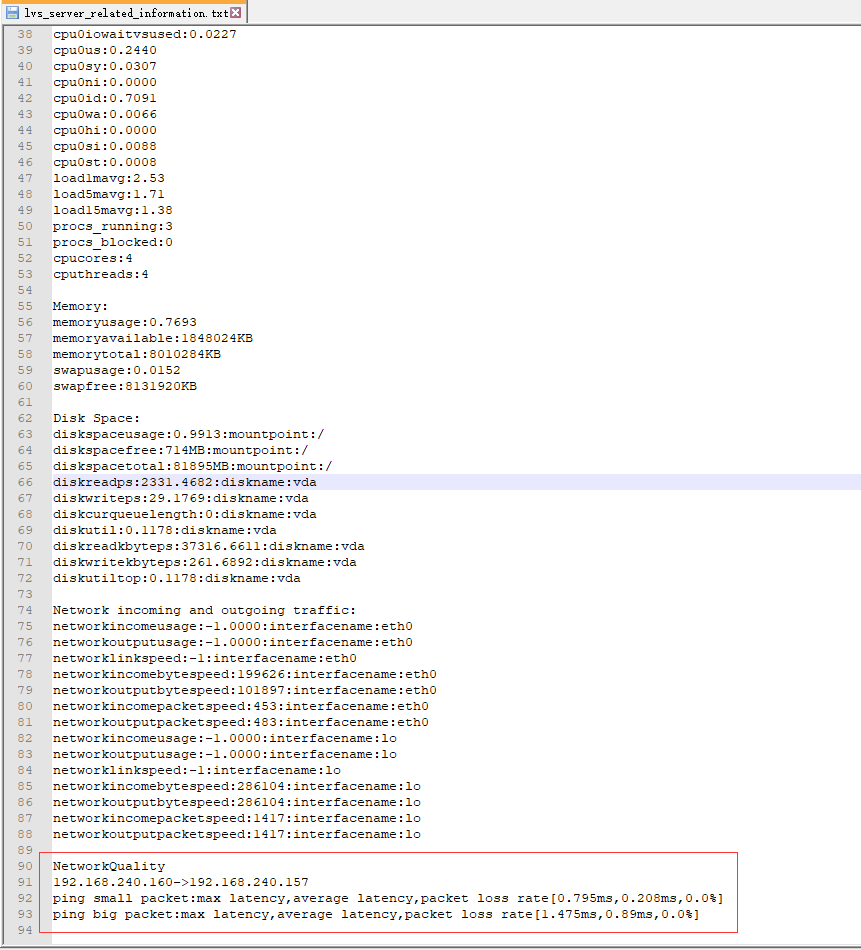 lvs_server_related_information.txt
38 cpu0iowaitvsused:0.0227
39 cpu0us:0.2440
40 cpu0sy:0.0307
41 cpu0ni:0.0000
42 cpu0id:0.7091
43 cpu0wa:0.0066
44 cpu0hi:0.0000
45 cpu0si:0.0088
46 cpu0st:0.0008
47 load1mavg:2.53
48 load5mavg:1.71
49 load15mavg:1.38
50 procs_running:3
51 procs_blocked:0
52 cpucores:4
53 cputhreads:4
54
55 Memory:
56 memoryusage:0.7693
57 memoryavailable:1848024KB
58 memorytotal:8010284KB
59 swapusage:0.0152
60 swapfree:8131920KB
61
62 Disk Space:
63 diskspaceusage:0.9913:mountpoint:/
64 diskspacefree:714MB:mountpoint:/
65 diskspacetotal:81895MB:mountpoint:/
66 diskreadps:2331.4682:diskname:vda
67 diskwriteps:29.1769:diskname:vda
68 diskcurqueuelength:0:diskname:vda
69 diskutil:0.1178:diskname:vda
70 diskreadkbyteps:37316.6611:diskname:vda
71 diskwritekbyteps:261.6892:diskname:vda
72 diskutiltop:0.1178:diskname:vda
73
74 Network incoming and outgoing traffic:
75 networkincomeusage:-1.0000:interfacename:eth0
76 networkoutputusage:-1.0000:interfacename:eth0
77 networklinkspeed:-1:interfacename:eth0
78 networkincomebytespeed:199626:interfacename:eth0
79 networkoutputbytespeed:101897:interfacename:eth0
80 networkincomepacketspeed:453:interfacename:eth0
81 networkoutputpacketspeed:483:interfacename:eth0
82 networkincomeusage:-1.0000:interfacename:lo
83 networkoutputusage:-1.0000:interfacename:lo
84 networklinkspeed:-1:interfacename:lo
85 networkincomebytespeed:286104:interfacename:lo
86 networkoutputbytespeed:286104:interfacename:lo
87 networkincomepacketspeed:1417:interfacename:lo
88 networkoutputpacketspeed:1417:interfacename:lo
89
90 NetworkQuality
91 192.168.240.160->192.168.240.157
92 ping small packet:max latency,average latency,packet loss rate[0.795ms,0.208ms,0.0%]
93 ping big packet:max latency,average latency,packet loss rate[1.475ms,0.89ms,0.0%]
94